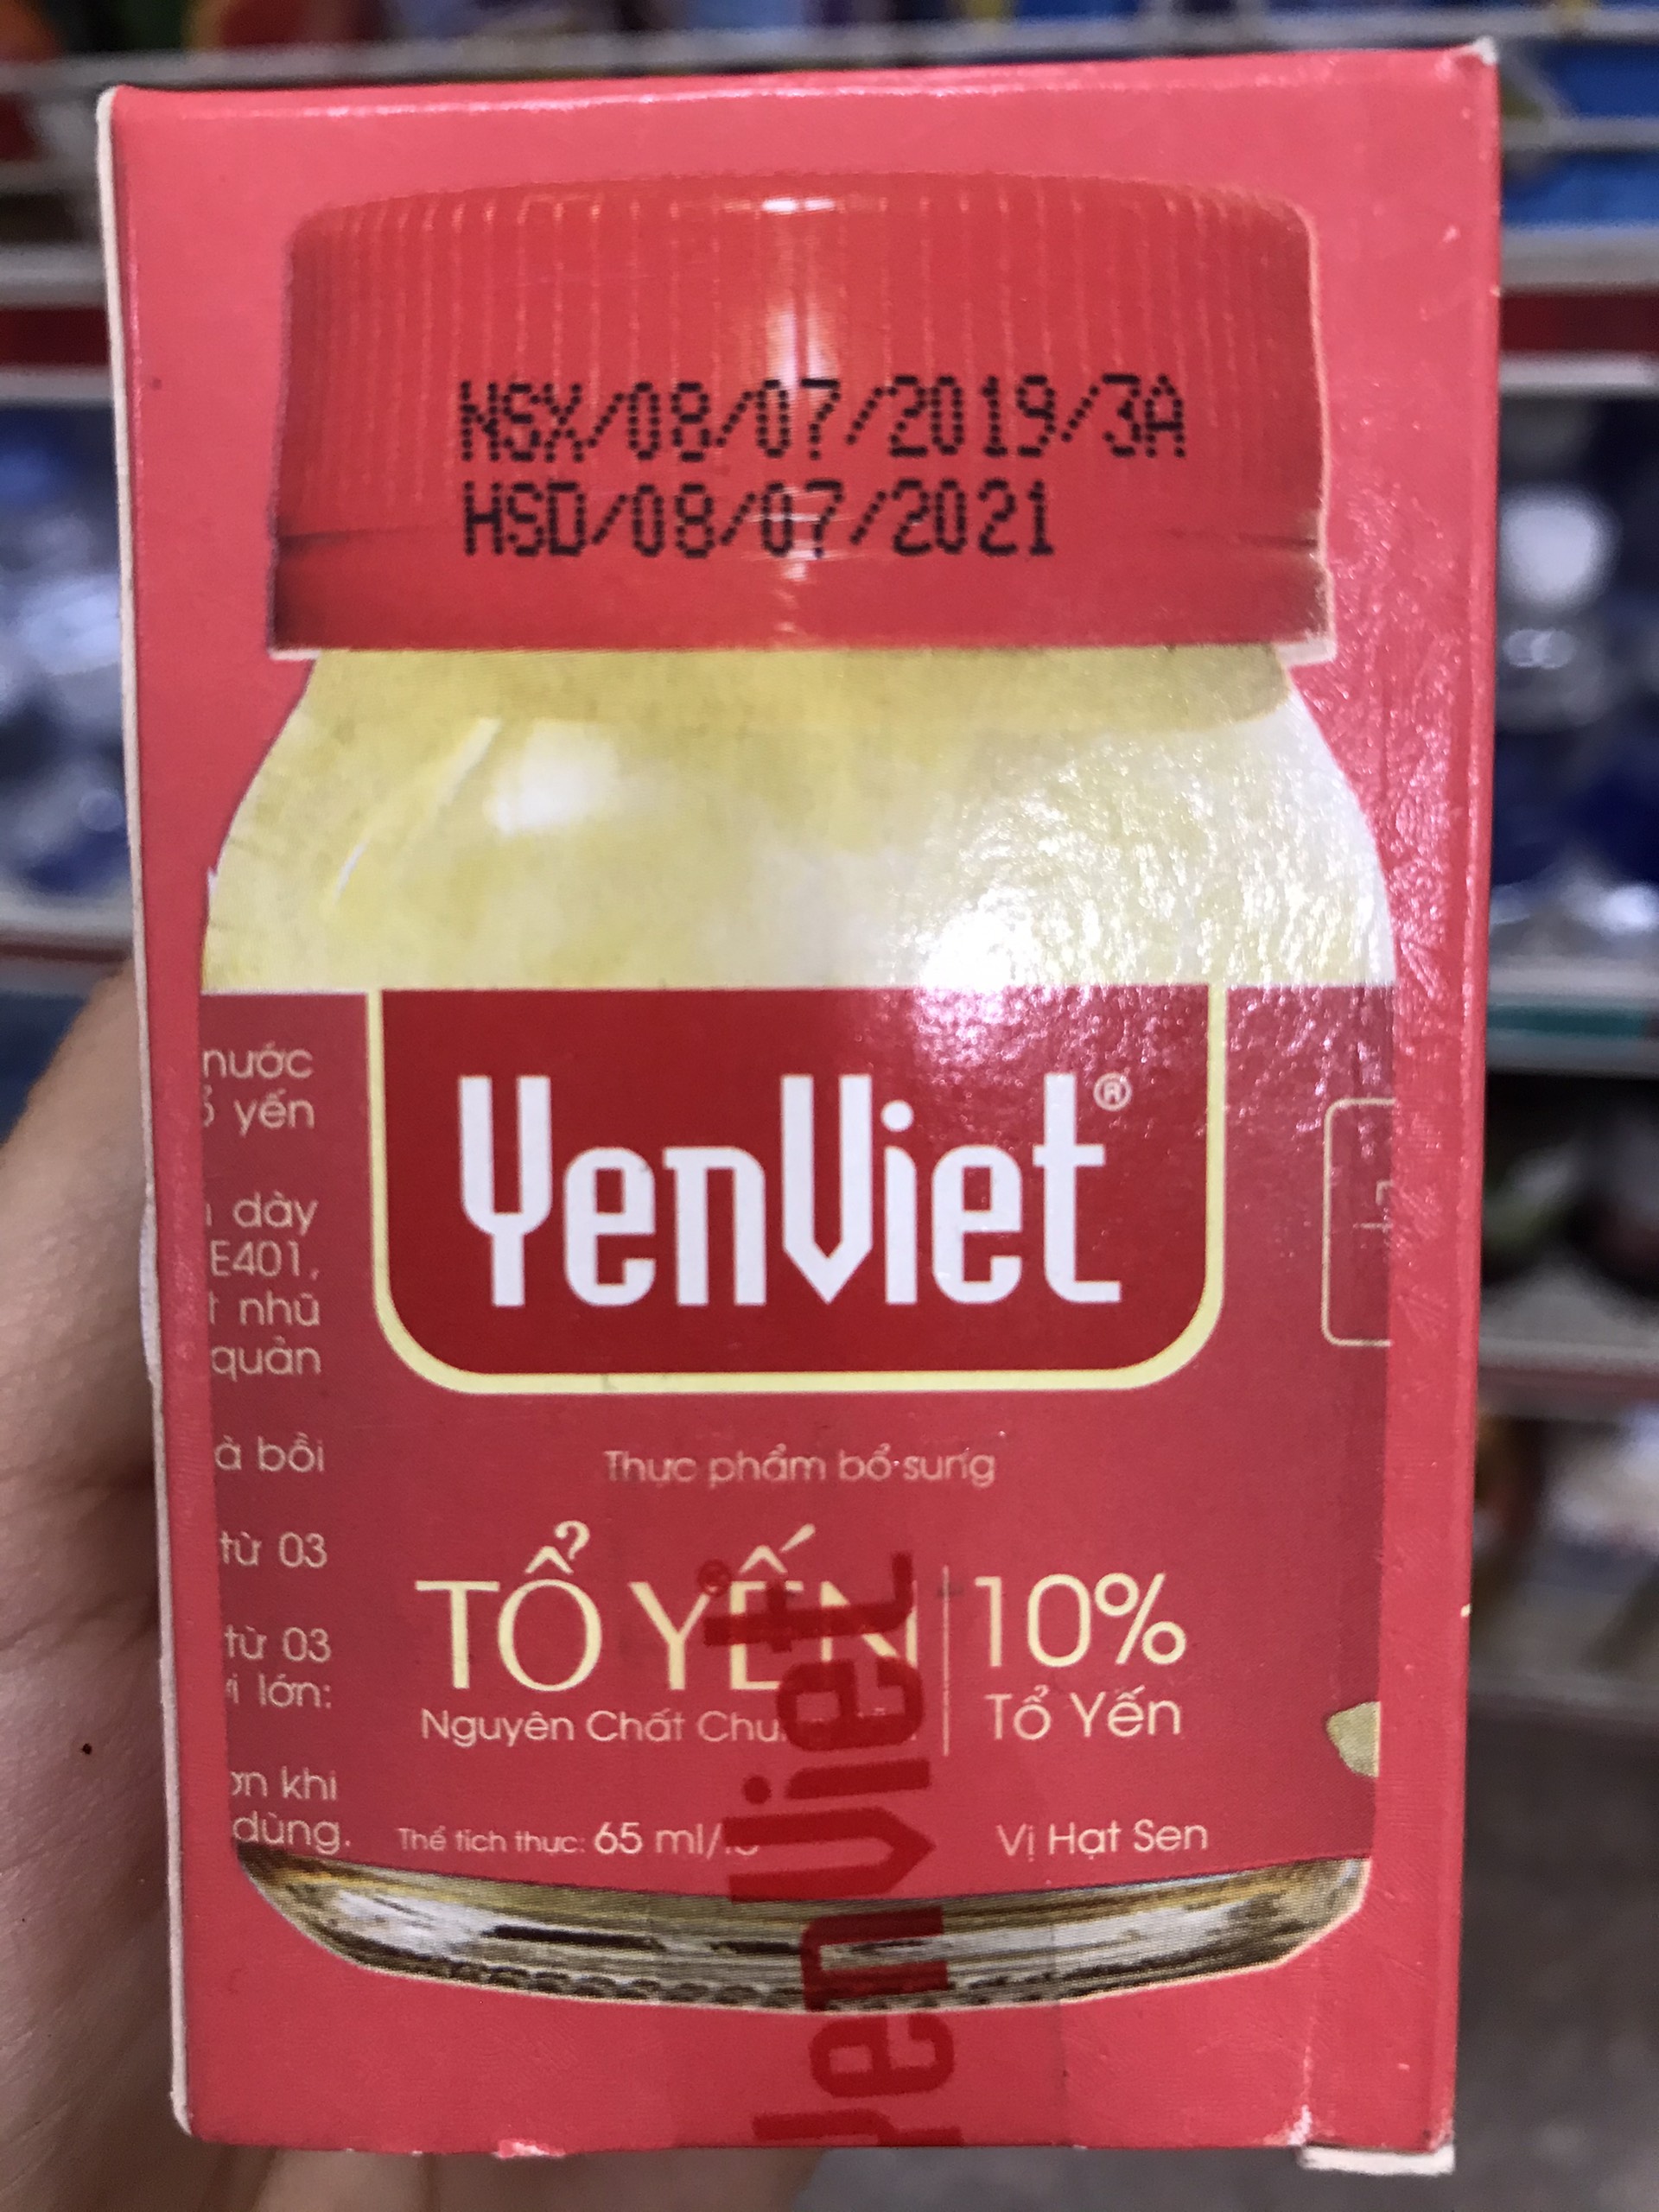 NSX/08/07/2019/3A
HSD/08/07/2021
nước
yến
dày
E401,
nhũ
quản
bồi
từ 03
từ 03
lớn:
khi
dùng.
YenViet®
Thực phẩm bổ sung
TỔ YẾN
Nguyên Chất
10%
Tổ Yến
Thể tích thực: 65 ml/
Vị Hạt Sen
YenViet®